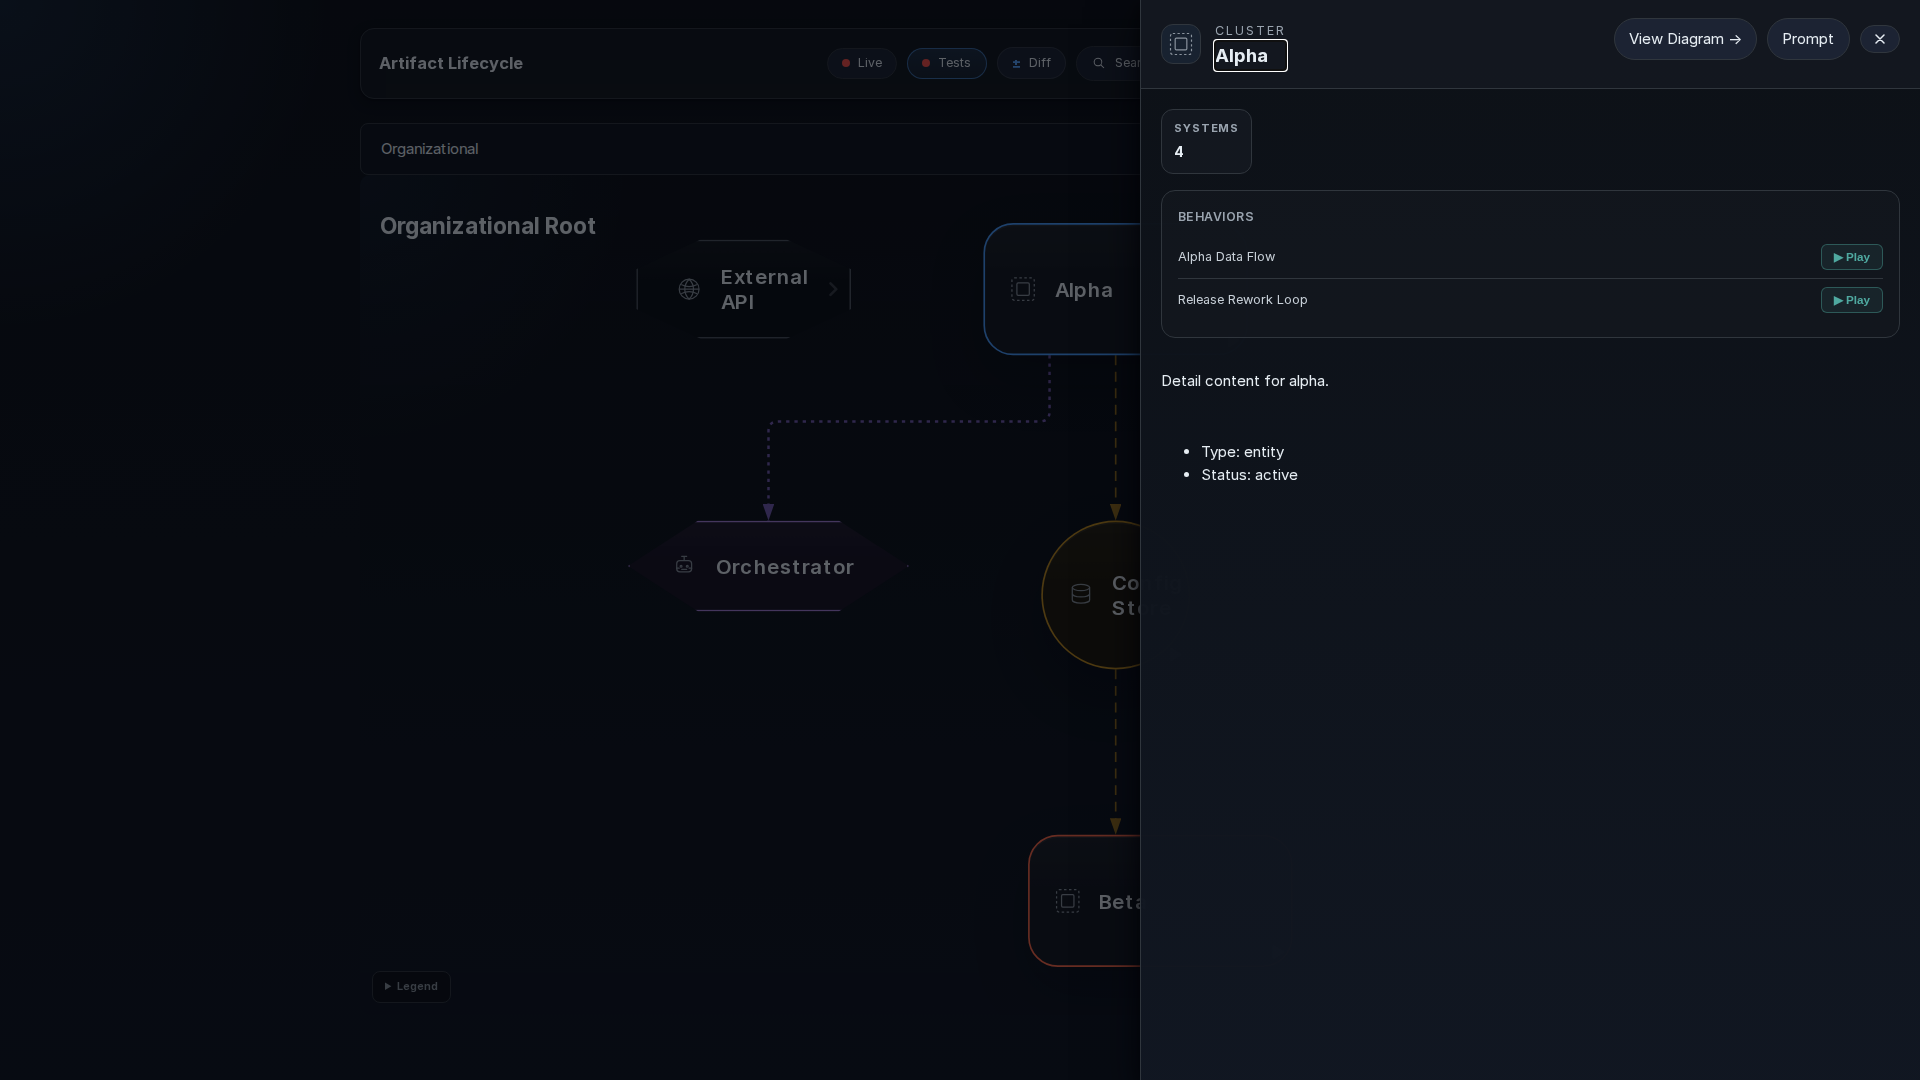 Artifact Lifecycle
Live
Tests
Diff
Organizational
Organizational Root
External
API
Alpha
Orchestrator
Legend
CLUSTER
Alpha
View Diagram →
Prompt
SYSTEMS
4
BEHAVIORS
Alpha Data Flow
▶ Play
Release Rework Loop
▶ Play
Detail content for alpha.
• Type: entity
• Status: active